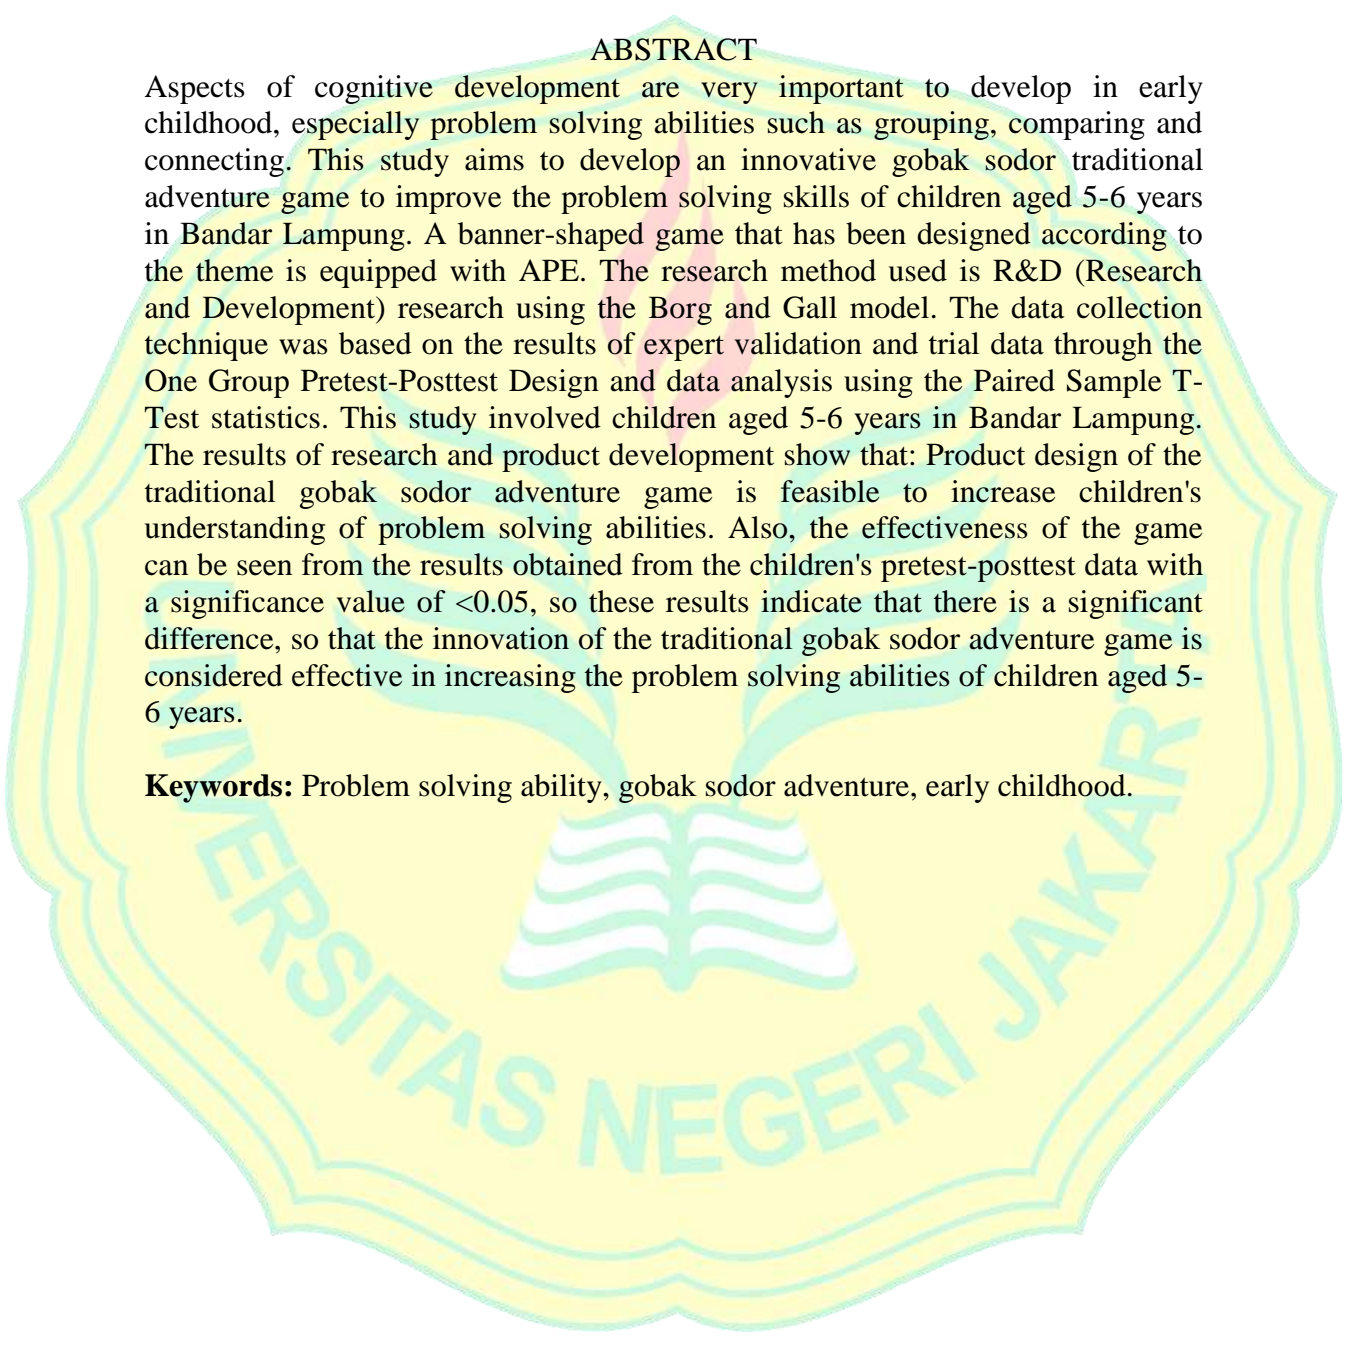 ABSTRACT
Aspects of cognitive development are very important to develop in early
childhood, especially problem solving abilities such as grouping, comparing and
connecting. This study aims to develop an innovative gobak sodor traditional
adventure game to improve the problem solving skills of children aged 5-6 years
in Bandar Lampung. A banner-shaped game that has been designed according to
the theme is equipped with APE. The research method used is R&D (Research
and Development) research using the Borg and Gall model. The data collection
technique was based on the results of expert validation and trial data through the
One Group Pretest-Posttest Design and data analysis using the Paired Sample T-
Test statistics. This study involved children aged 5-6 years in Bandar Lampung.
The results of research and product development show that: Product design of the
traditional gobak sodor adventure game is feasible to increase children's
understanding of problem solving abilities. Also, the effectiveness of the game
can be seen from the results obtained from the children's pretest-posttest data with
a significance value of <0.05, so these results indicate that there is a significant
difference, so that the innovation of the traditional gobak sodor adventure game is
considered effective in increasing the problem solving abilities of children aged 5-
6 years.
Keywords: Problem solving ability, gobak sodor adventure, early childhood.
UNIVERSITAS NEGERI JAKARTA